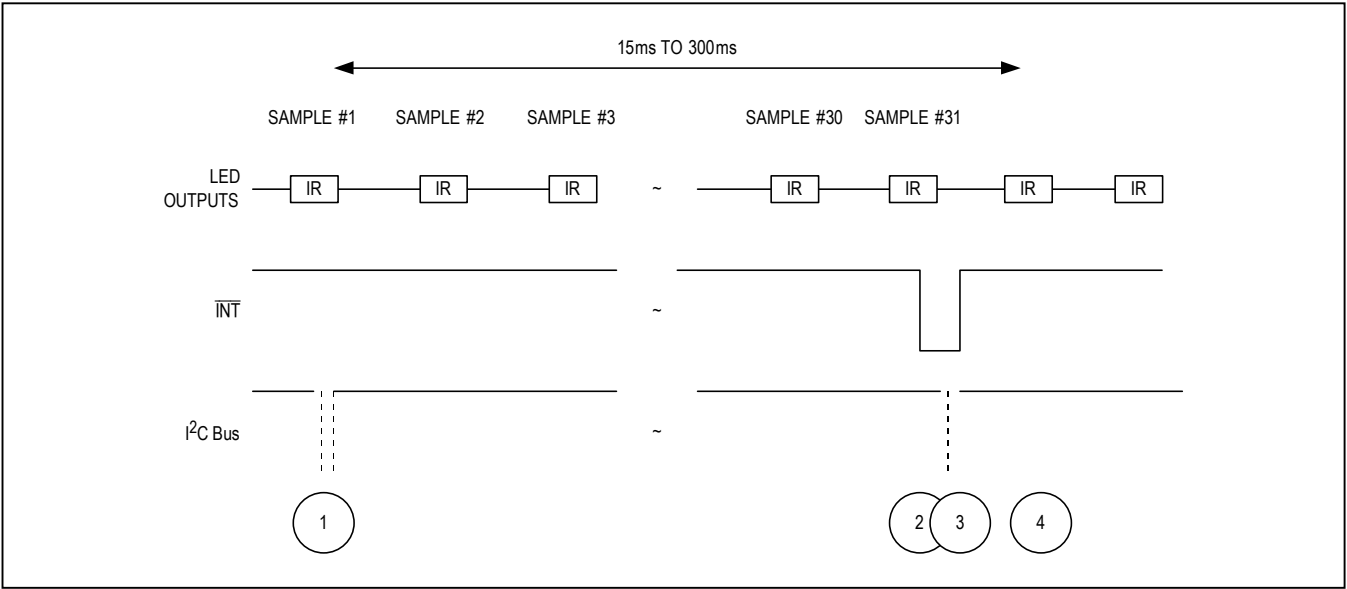 15ms TO 300ms
SAMPLE #1 SAMPLE #2 SAMPLE #3 SAMPLE #30 SAMPLE #31
LED
OUTPUTS
IR IR IR ~ IR IR IR IR
INT ~
I²C Bus ~
1 2 3 4